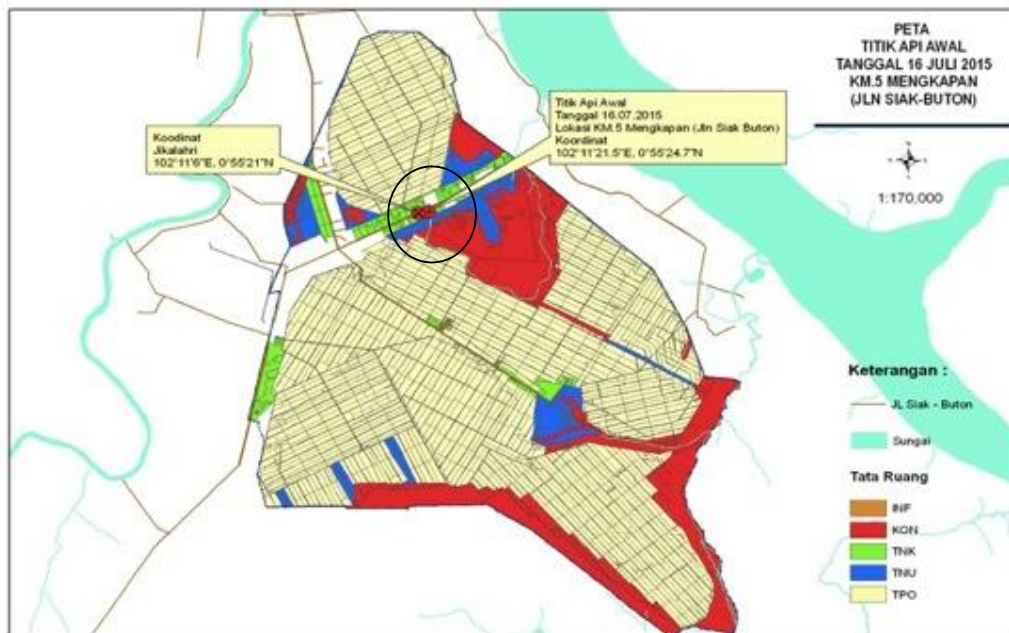 PETA
TITIK API AWAL
TANGGAL 16 JULI 2015
KM.5 MENGKAPAN
(JLN SIAK-BUTON)
1:170,000
Koodinat
Jikalahri
102°11'6"E, 0°55'21"N
Titik Api Awal
Tanggal 16.07.2015
Lokasi KM.5 Mengkapan (Jln Siak Buton)
Koordinat
102°11'21.5"E, 0°55'24.7"N
Keterangan :
JL Siak - Buton
Sungai
Tata Ruang
INF
KON
TNK
TNU
TPO